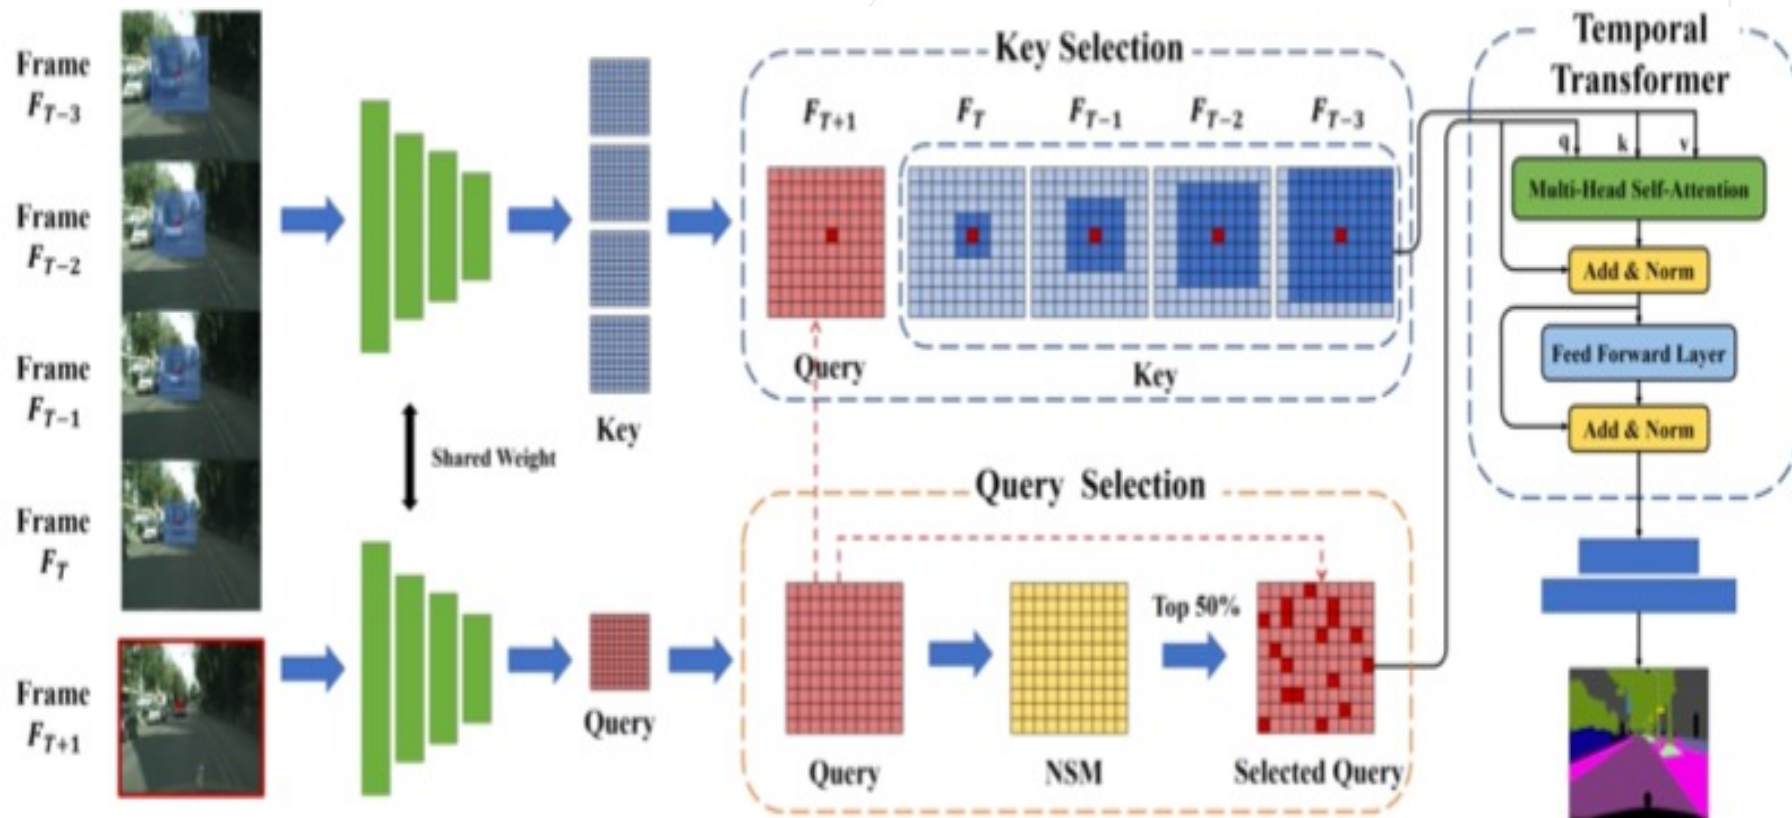 Frame
F_{T-3}
Frame
F_{T-2}
Frame
F_{T-1}
Frame
F_T
Frame
F_{T+1}
Shared Weight
Key
Query
Key Selection
F_{T+1}
F_T
F_{T-1}
F_{T-2}
F_{T-3}
Query
Key
Query Selection
Top 50%
Query
NSM
Selected Query
Temporal
Transformer
q
k
v
Multi-Head Self-Attention
Add & Norm
Feed Forward Layer
Add & Norm